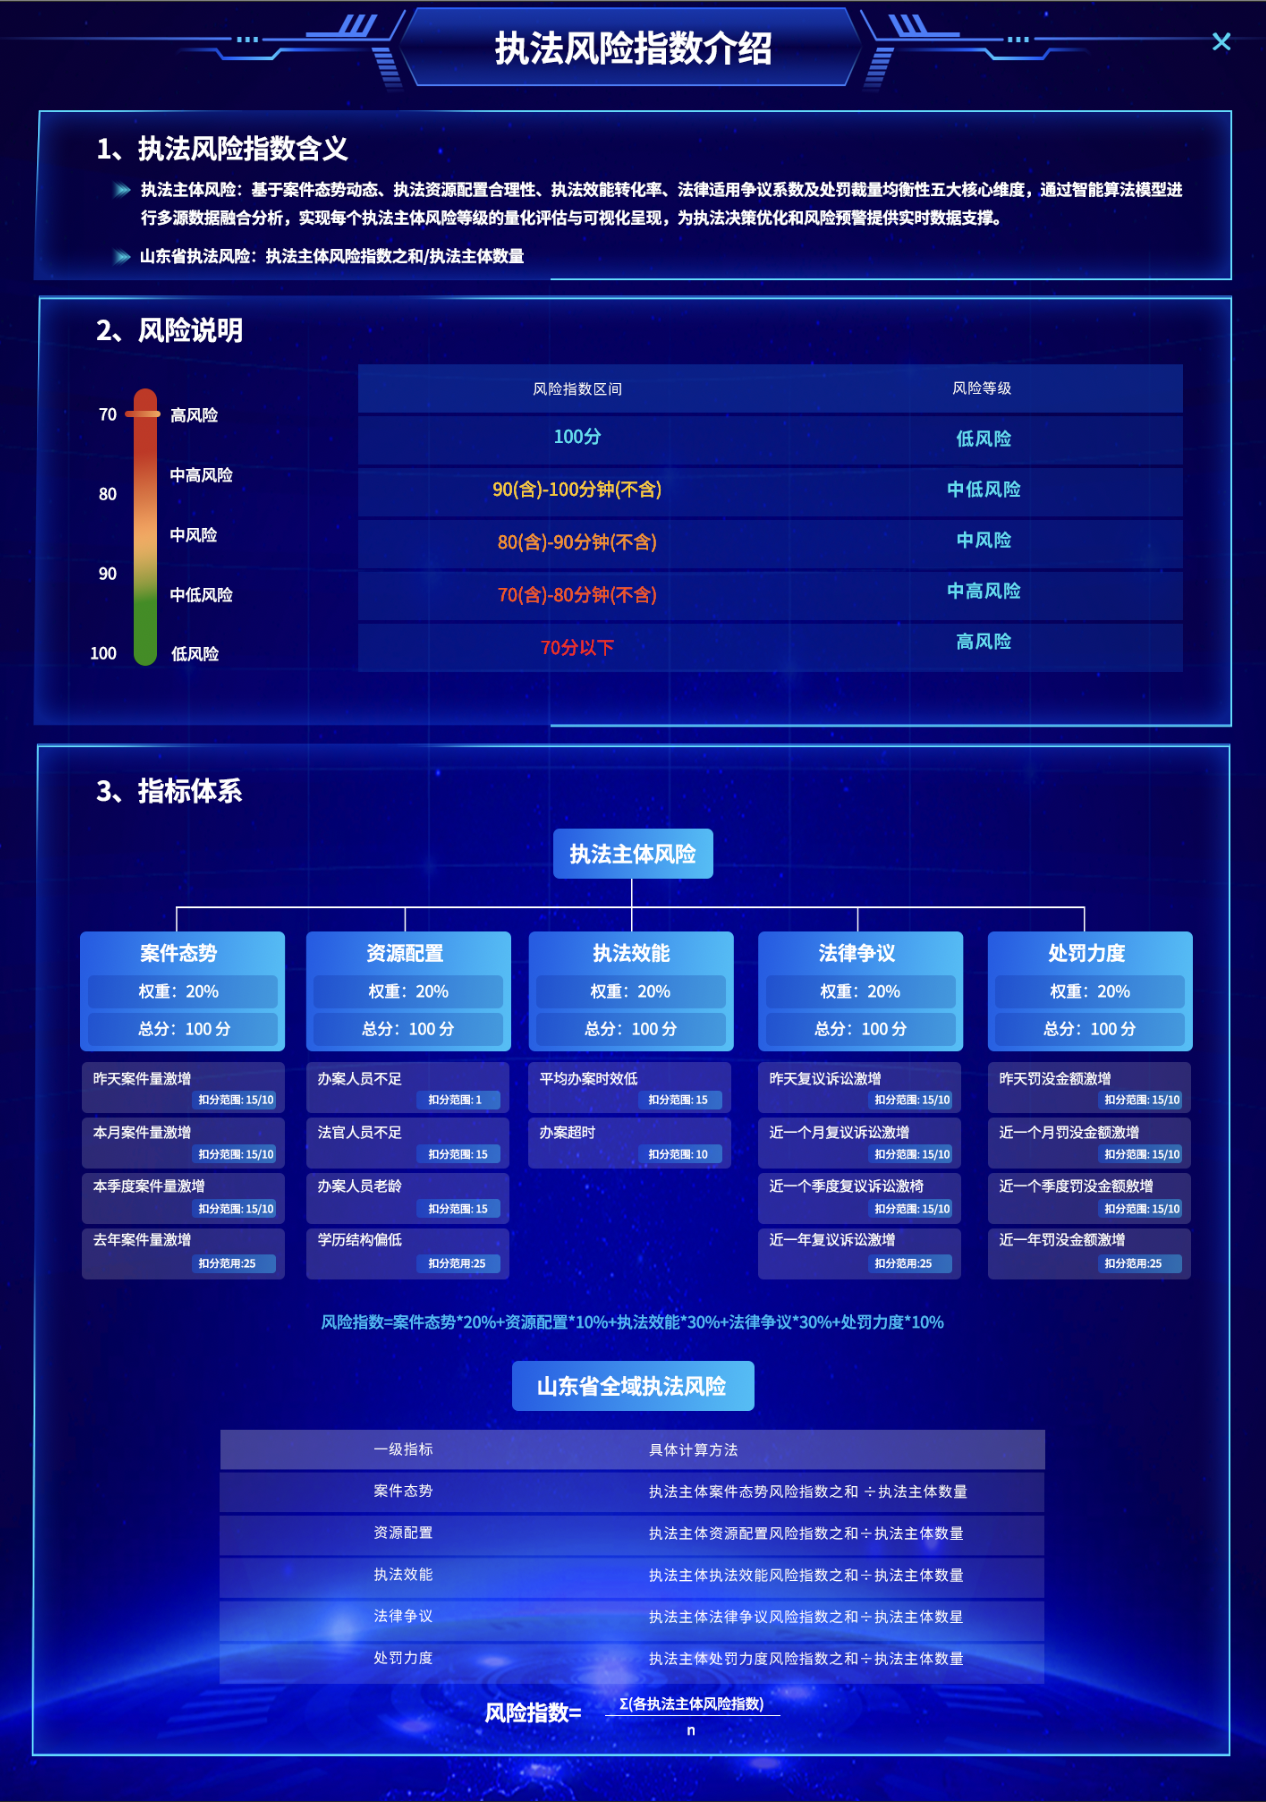 执法风险指数介绍
1、执法风险指数含义
执法主体风险：基于案件态势动态、执法资源配置合理性、执法效能转化率、法律适用争议系数及处罚裁量均衡性五大核心维度，通过智能算法模型进
行多源数据融合分析，实现每个执法主体风险等级的量化评估与可视化呈现，为执法决策优化和风险预警提供实时数据支撑。
山东省执法风险：执法主体风险指数之和/执法主体数量
2、风险说明
70 高风险
中高风险
80
中风险
90
中低风险
100 低风险
风险指数区间 风险等级
100分 低风险
90(含)-100分钟(不含) 中低风险
80(含)-90分钟(不含) 中风险
70(含)-80分钟(不含) 中高风险
70分以下 高风险
3、指标体系
执法主体风险
案件态势 资源配置 执法效能 法律争议 处罚力度
权重：20% 权重：20% 权重：20% 权重：20% 权重：20%
总分：100 分 总分：100 分 总分：100 分 总分：100 分 总分：100 分
昨天案件量激增 办案人员不足 平均办案时效低 昨天复议诉讼激增 昨天罚没金额激增
扣分范围: 15/10 扣分范围: 1 扣分范围: 15 扣分范围: 15/10 扣分范围: 15/10
本月案件量激增 法官人员不足 办案超时 近一个月复议诉讼激增 近一个月罚没金额激增
扣分范围: 15/10 扣分范围: 15 扣分范围: 10 扣分范围: 15/10 扣分范围: 15/10
本季度案件量激增 办案人员老龄 近一个季度复议诉讼激椅 近一个季度罚没金额敫增
扣分范围: 15/10 扣分范围: 15 扣分范围: 15/10 扣分范围: 15/10
去年案件量激增 学历结构偏低 近一年复议诉讼激增 近一年罚没金额激增
扣分范用:25 扣分范用:25 扣分范用:25 扣分范用:25
风险指数=案件态势*20%+资源配置*10%+执法效能*30%+法律争议*30%+处罚力度*10%
山东省全域执法风险
一级指标 具体计算方法
案件态势 执法主体案件态势风险指数之和 ÷执法主体数量
资源配置 执法主体资源配置风险指数之和÷执法主体数量
执法效能 执法主体执法效能风险指数之和÷执法主体数量
法律争议 执法主体法律争议风险指数之和÷执法主体数星
处罚力度 执法主体处罚力度风险指数之和÷执法主体数量
风险指数= Σ(各执法主体风险指数)
n